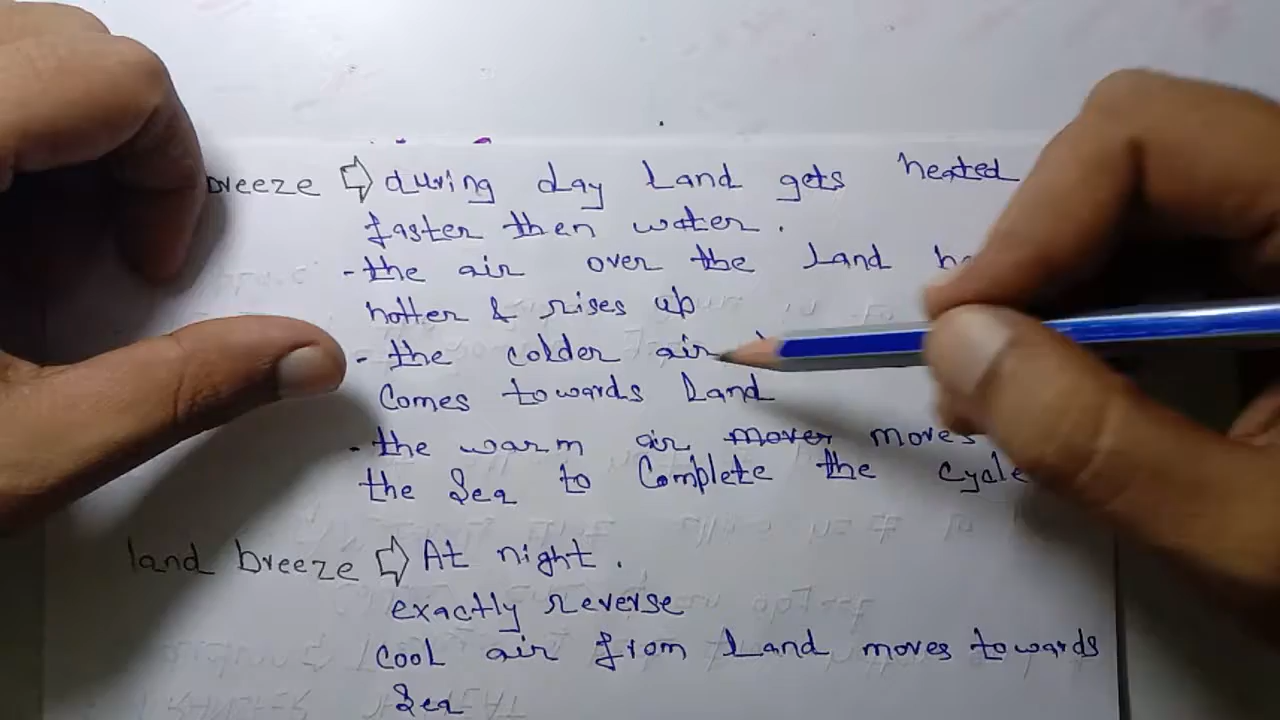 breeze ⇨ during day land gets heated
faster then water .
- the air over the land
hotter & rises up
- the colder air
Comes towards Land
- the warm air mover moves
the Sea to Complete the Cycle
land breeze ⇨ At night .
exactly reverse
Cool air from Land moves towards
Sea